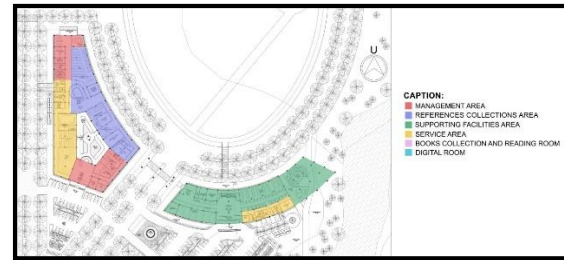 U
CAPTION:
MANAGEMENT AREA
REFERENCES COLLECTIONS AREA
SUPPORTING FACILITIES AREA
SERVICE AREA
BOOKS COLLECTION AND READING ROOM
DIGITAL ROOM